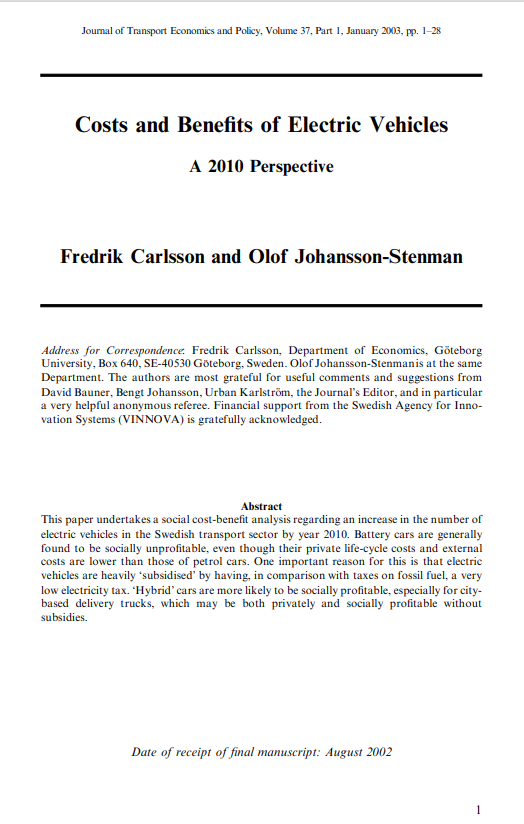 Journal of Transport Economics and Policy, Volume 37, Part 1, January 2003, pp. 1–28
Costs and Benefits of Electric Vehicles
A 2010 Perspective
Fredrik Carlsson and Olof Johansson-Stenman
Address for Correspondence: Fredrik Carlsson, Department of Economics, Göteborg
University, Box 640, SE-40530 Göteborg, Sweden. Olof Johansson-Stenman is at the same
Department. The authors are most grateful for useful comments and suggestions from
David Bauner, Bengt Johansson, Urban Karlström, the Journal's Editor, and in particular
a very helpful anonymous referee. Financial support from the Swedish Agency for Inno-
vation Systems (VINNOVA) is gratefully acknowledged.
Abstract
This paper undertakes a social cost-benefit analysis regarding an increase in the number of
electric vehicles in the Swedish transport sector by year 2010. Battery cars are generally
found to be socially unprofitable, even though their private life-cycle costs and external
costs are lower than those of petrol cars. One important reason for this is that electric
vehicles are heavily 'subsidised' by having, in comparison with taxes on fossil fuel, a very
low electricity tax. 'Hybrid' cars are more likely to be socially profitable, especially for city-
based delivery trucks, which may be both privately and socially profitable without
subsidies.
Date of receipt of final manuscript: August 2002
1